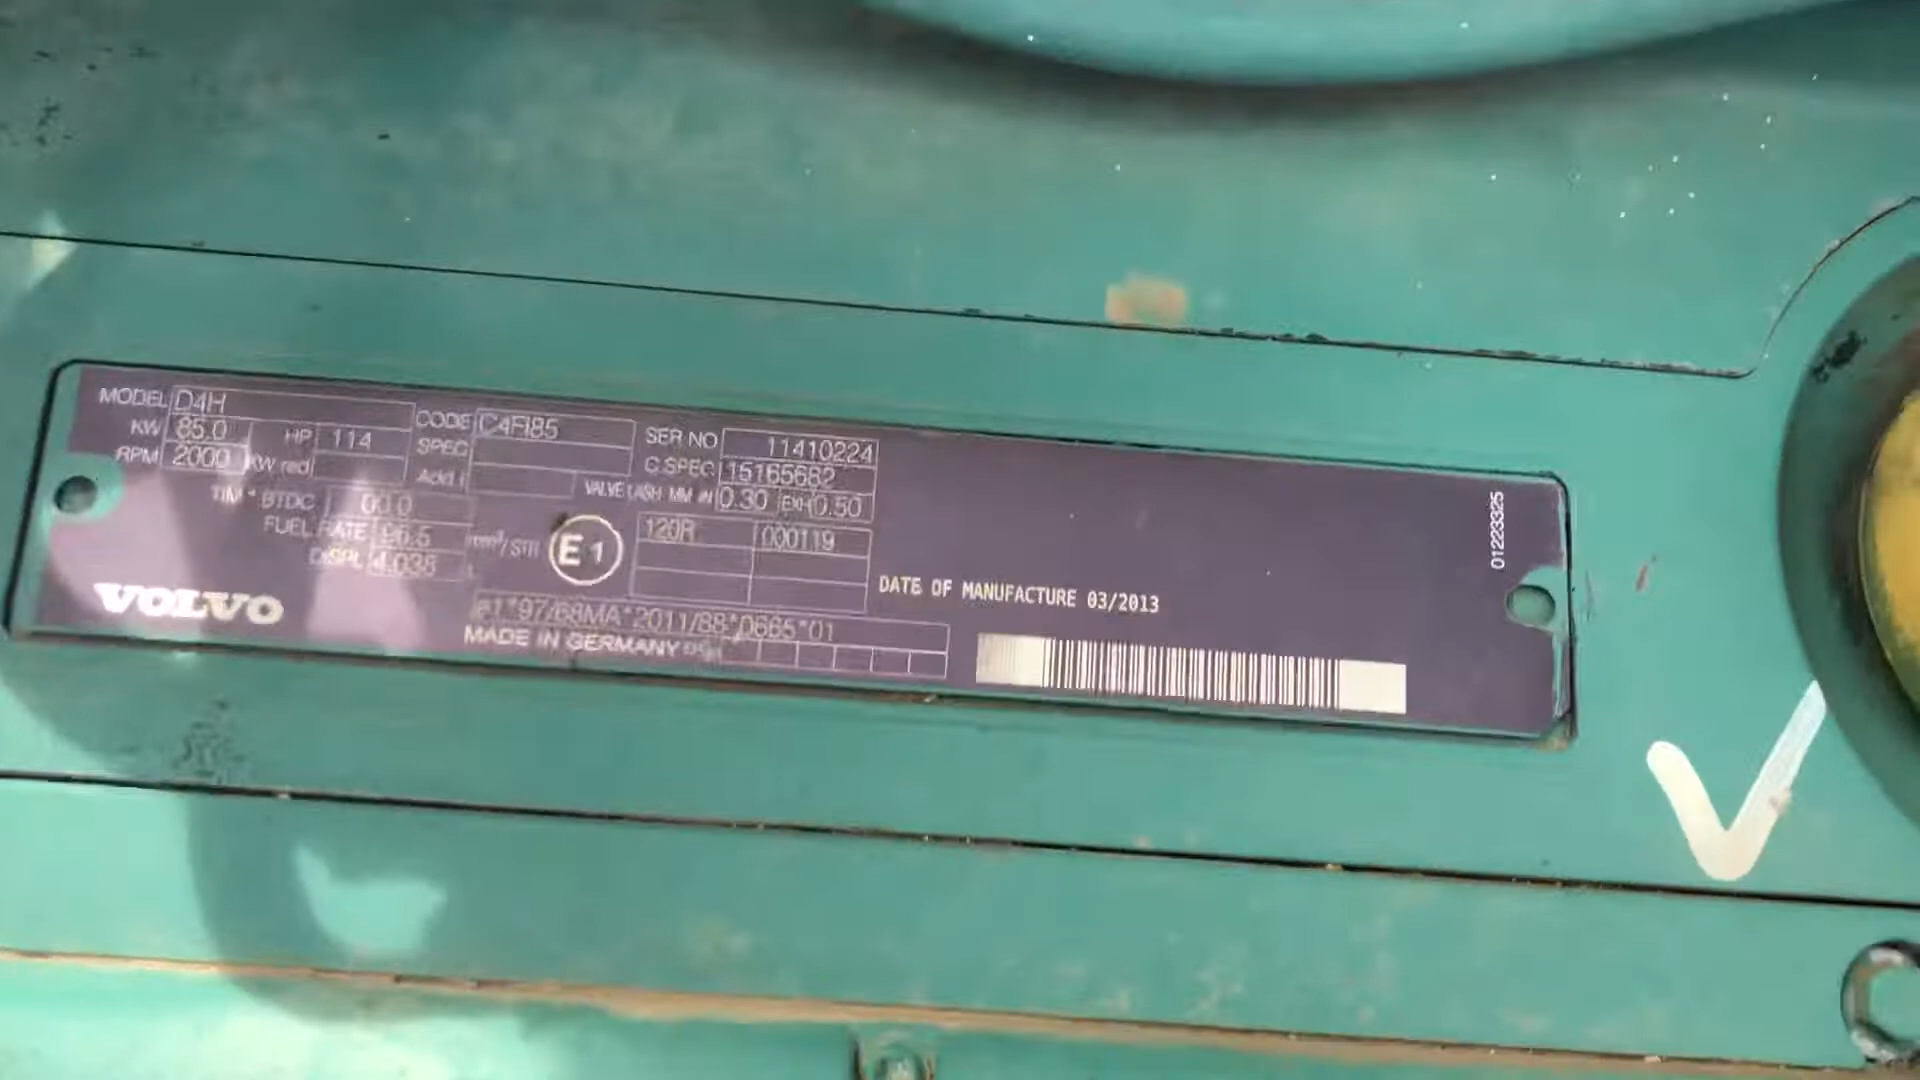 MODEL D4H CODE C4FI85 SER NO 11410224
KW 85.0 HP 114 SPEC C.SPEC 15165682
RPM 2000 KW red Add.i VALVE LASH MM IN 0.30 EXH 0.50
TIM ° BTDC 00.0
FUEL RATE 90.5 mm³/STR E1 120R 000119
DISPL 4.038
VOLVO
e1*97/68MA*2011/88*0665*01
MADE IN GERMANY
DATE OF MANUFACTURE 03/2013
01223325